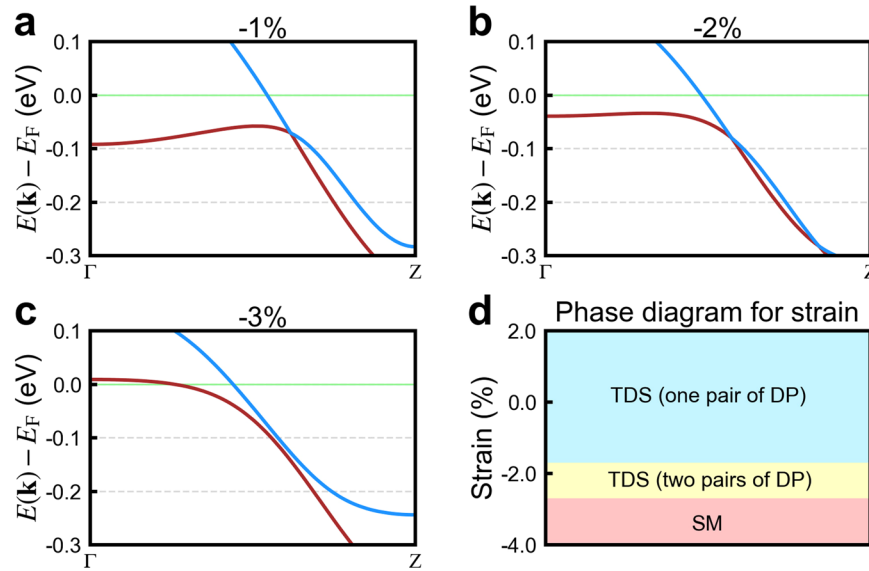 a
-1%
E(k) − E_F (eV)
0.1
0.0
-0.1
-0.2
-0.3
Γ
Z
b
-2%
E(k) − E_F (eV)
0.1
0.0
-0.1
-0.2
-0.3
Γ
Z
c
-3%
E(k) − E_F (eV)
0.1
0.0
-0.1
-0.2
-0.3
Γ
Z
d
Phase diagram for strain
Strain (%)
2.0
0.0
-2.0
-4.0
TDS (one pair of DP)
TDS (two pairs of DP)
SM